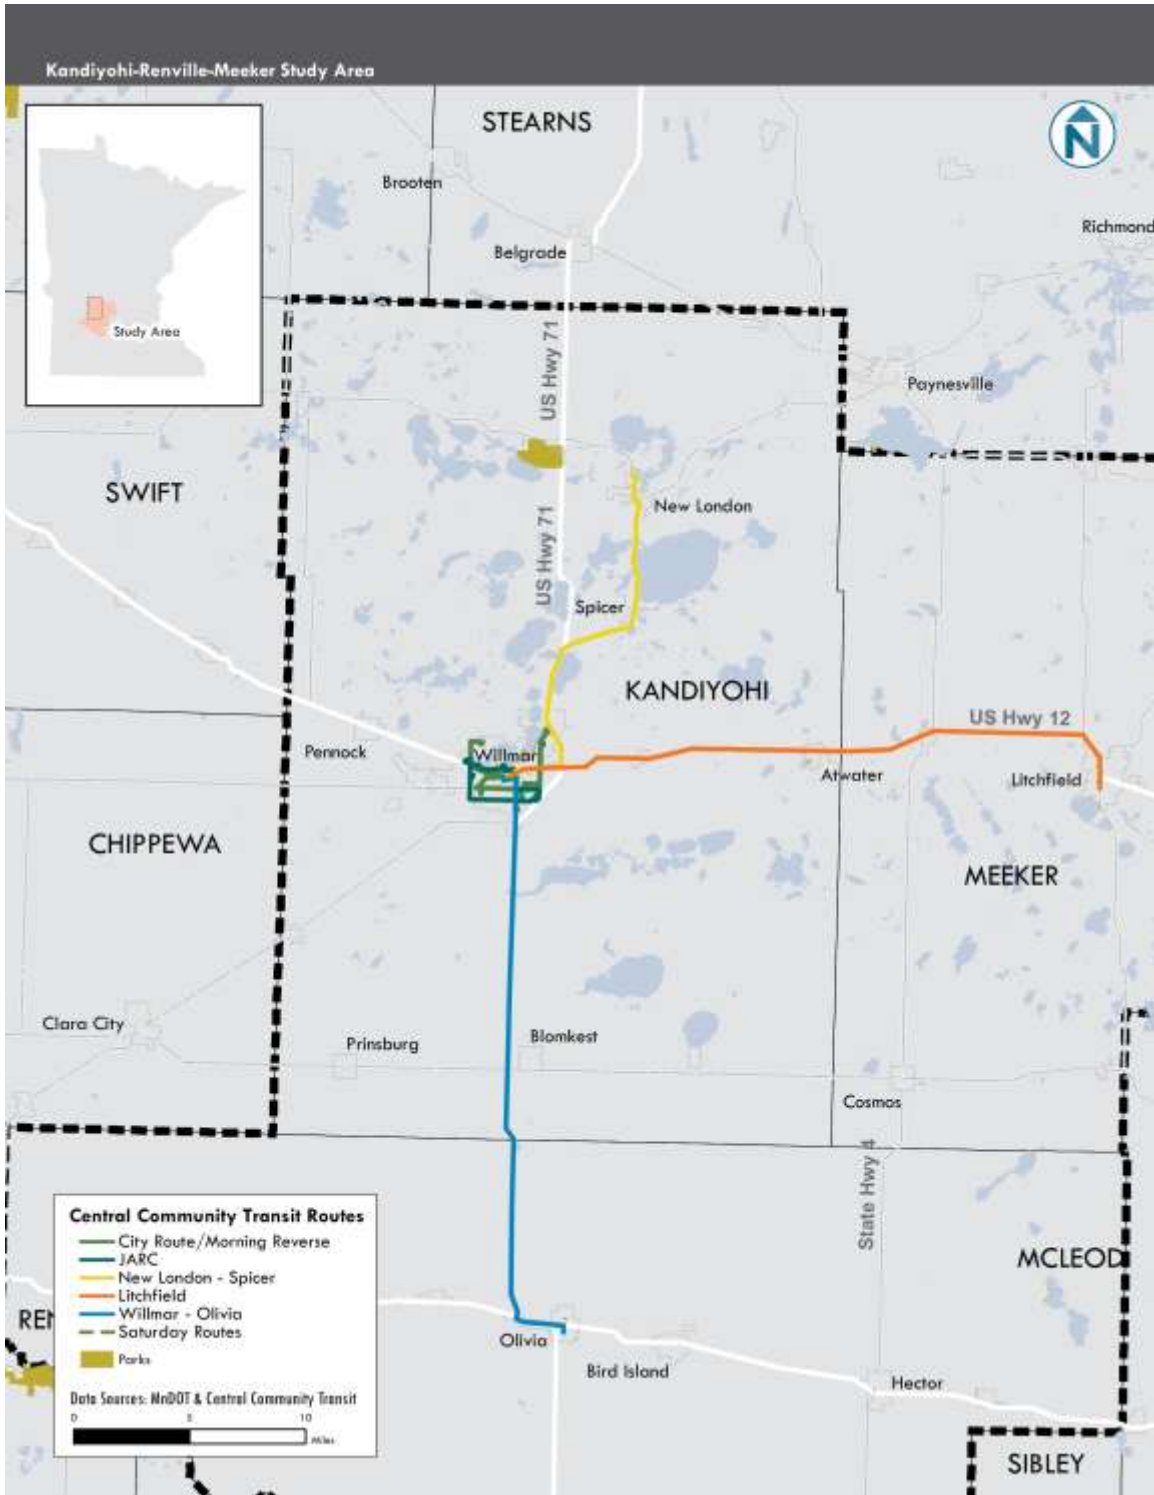 Kandiyohi-Renville-Meeker Study Area
STEARNS
N
Brooten
Richmond
Belgrade
Study Area
US Hwy 71
Paynesville
SWIFT
New London
US Hwy 71
Spicer
KANDIYOHI
US Hwy 12
Pennock
Willmar
Atwater
Litchfield
CHIPPEWA
MEEKER
Clara City
Blomkest
Prinsburg
Cosmos
State Hwy 4
Central Community Transit Routes
City Route/Morning Reverse
JARC
New London - Spicer
Litchfield
Willmar - Olivia
Saturday Routes
Parks
Data Sources: MnDOT & Central Community Transit
0 5 10
Miles
MCLEOD
REN
Olivia
Bird Island
Hector
SIBLEY